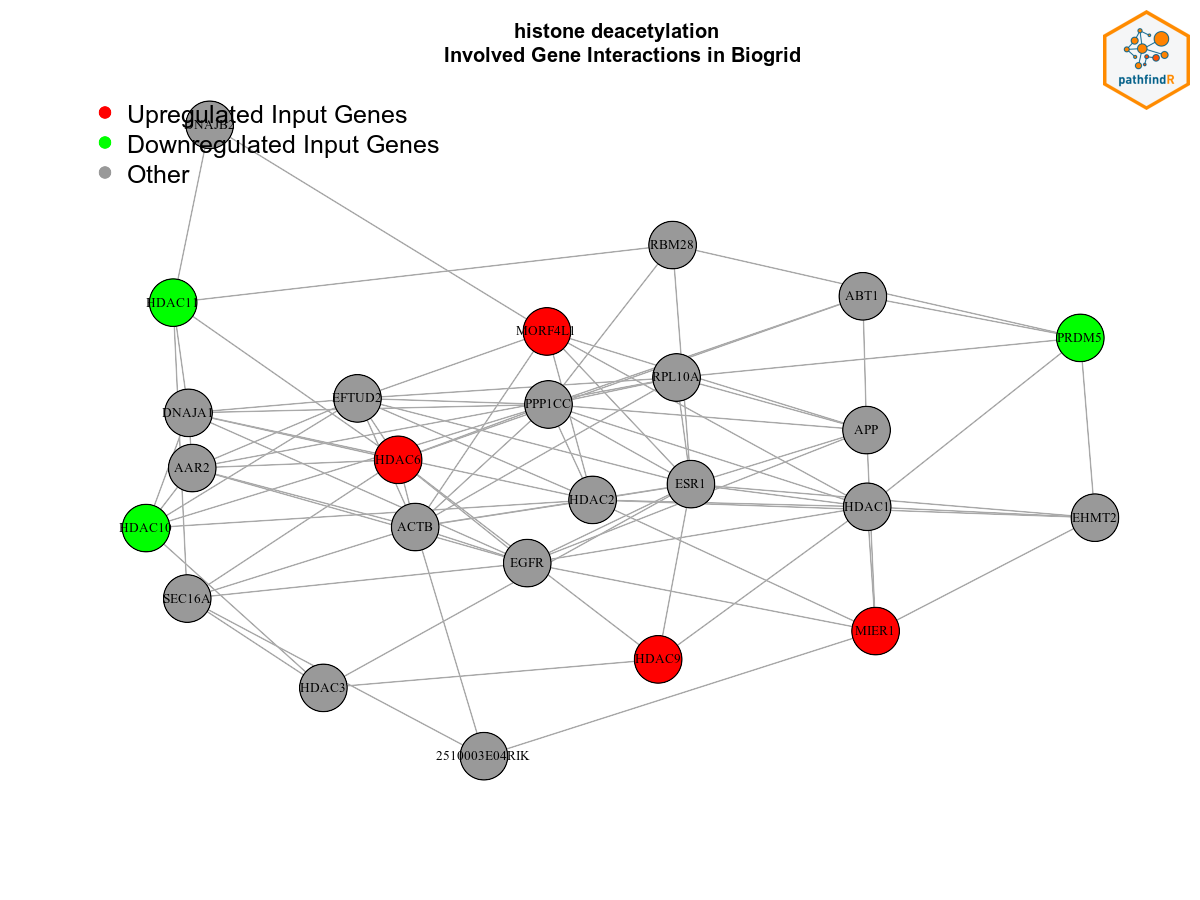 histone deacetylation
Involved Gene Interactions in Biogrid
pathfindR
Upregulated Input Genes
Downregulated Input Genes
Other
RBM28
HDAC11
ABT1
MORF4L1
PRDM5
RPL10A
EFTUD2
PPP1CC
DNAJA1
APP
HDAC6
AAR2
ESR1
HDAC2
HDAC1
EHMT2
HDAC10
ACTB
EGFR
SEC16A
MIER1
HDAC9
HDAC3
2510003E04RIK